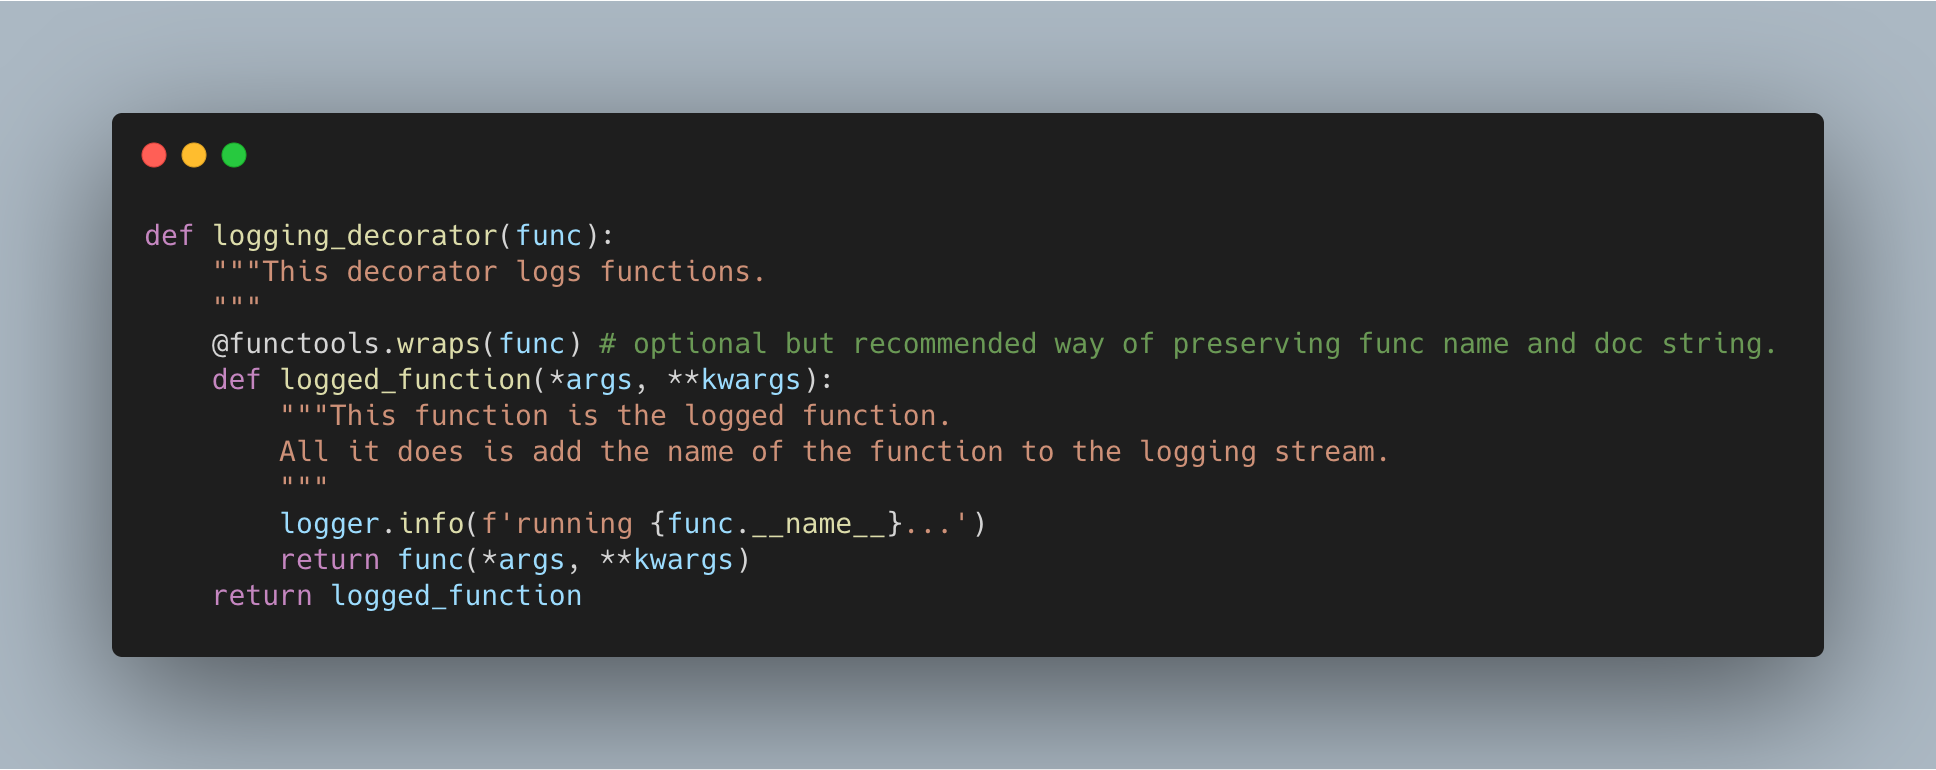 def logging_decorator(func):
    """This decorator logs functions.
    """
    @functools.wraps(func) # optional but recommended way of preserving func name and doc string.
    def logged_function(*args, **kwargs):
        """This function is the logged function.
        All it does is add the name of the function to the logging stream.
        """
        logger.info(f'running {func.__name__}...')
        return func(*args, **kwargs)
    return logged_function